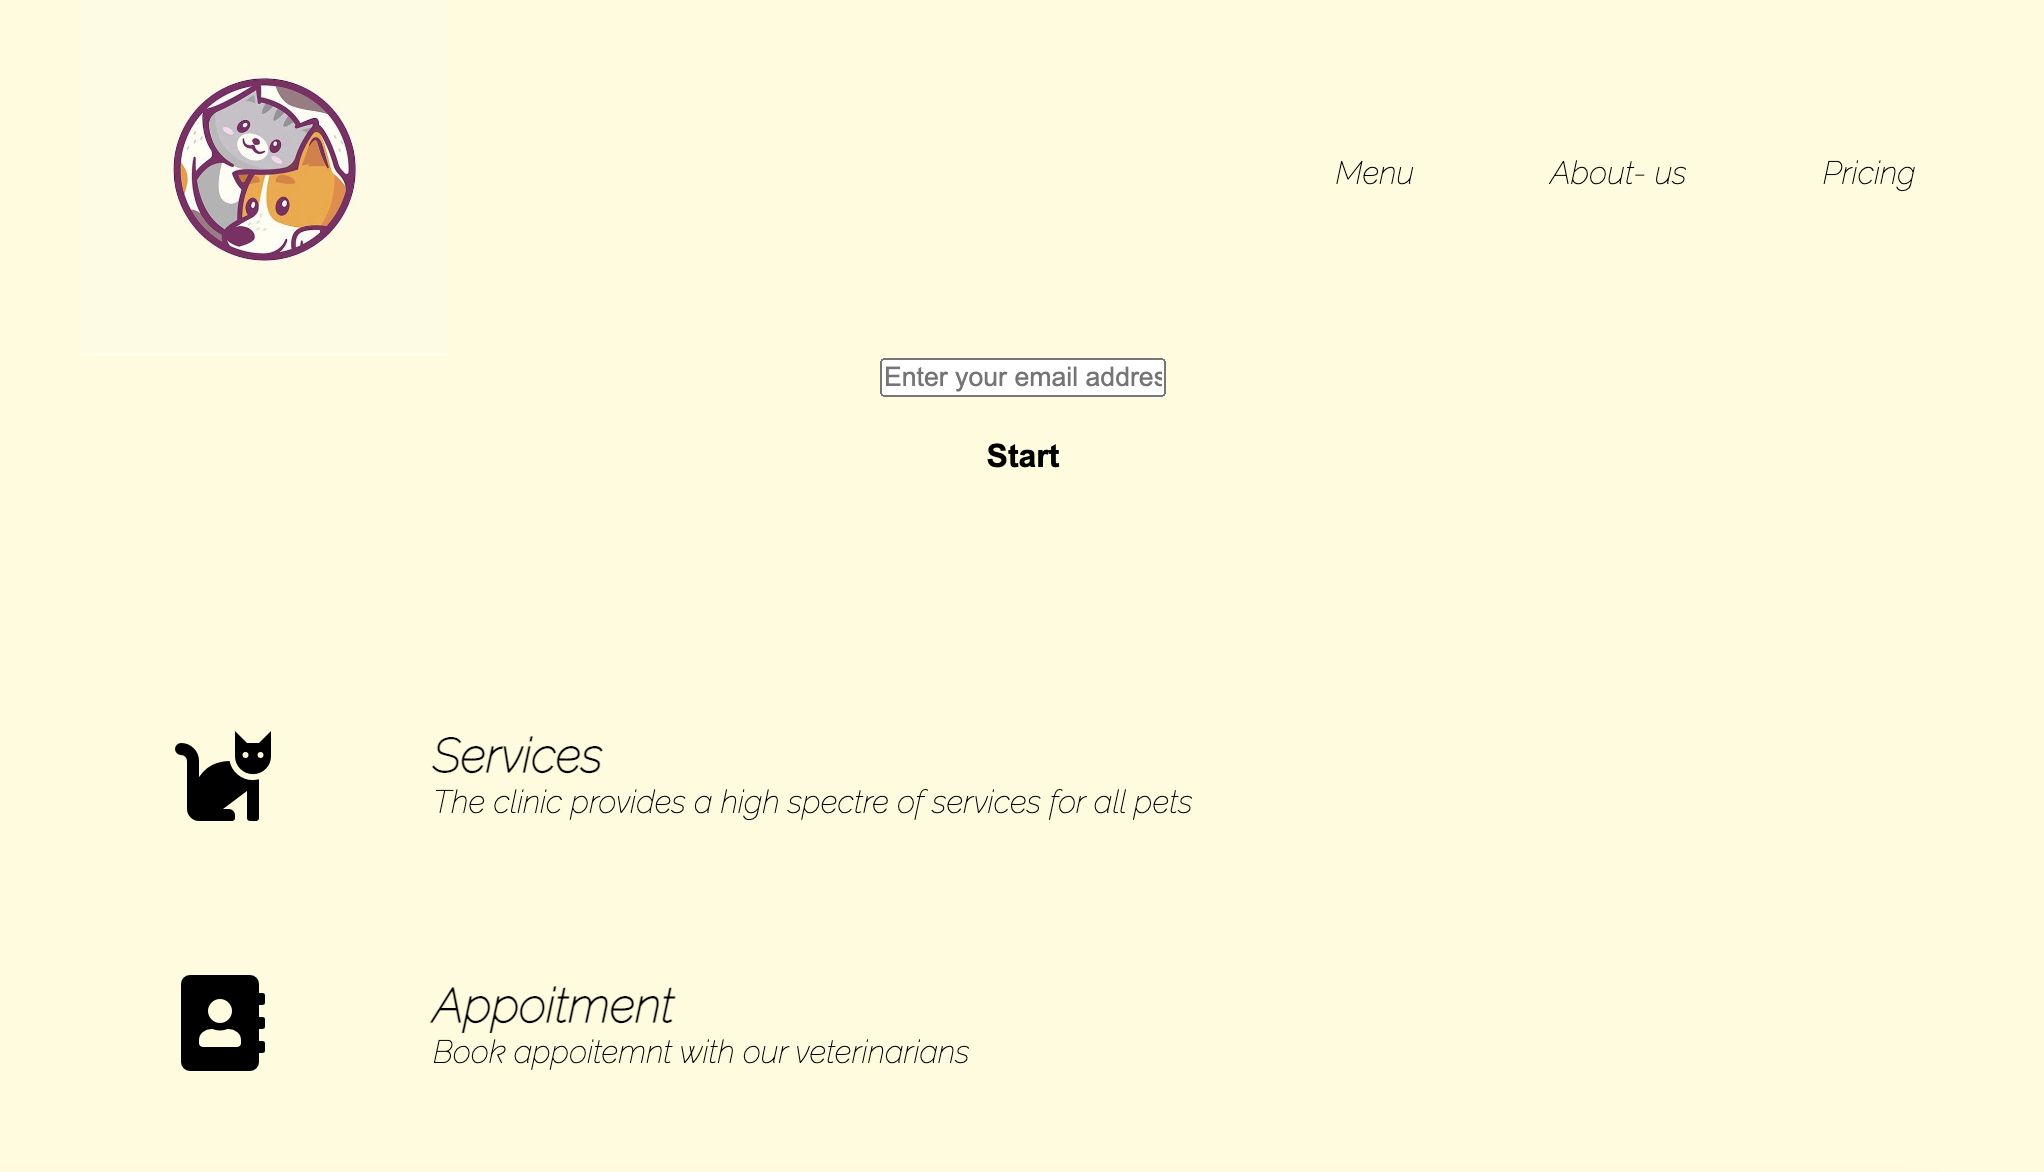 Menu
About- us
Pricing
Enter your email addres
Start
Services
The clinic provides a high spectre of services for all pets
Appoitment
Book appoitemnt with our veterinarians